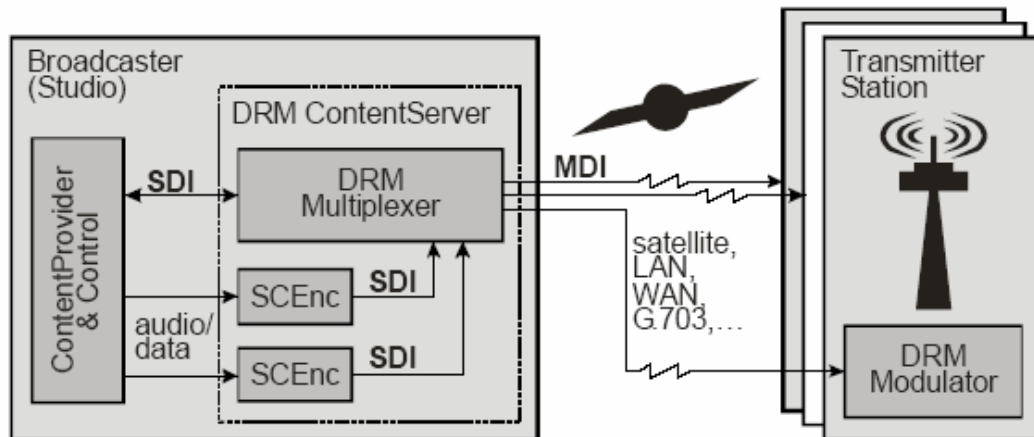 Broadcaster
(Studio)
DRM ContentServer
ContentProvider
& Control
SDI
DRM
Multiplexer
SCEnc
SDI
audio/
data
SCEnc
SDI
MDI
satellite,
LAN,
WAN,
G.703,...
Transmitter
Station
DRM
Modulator